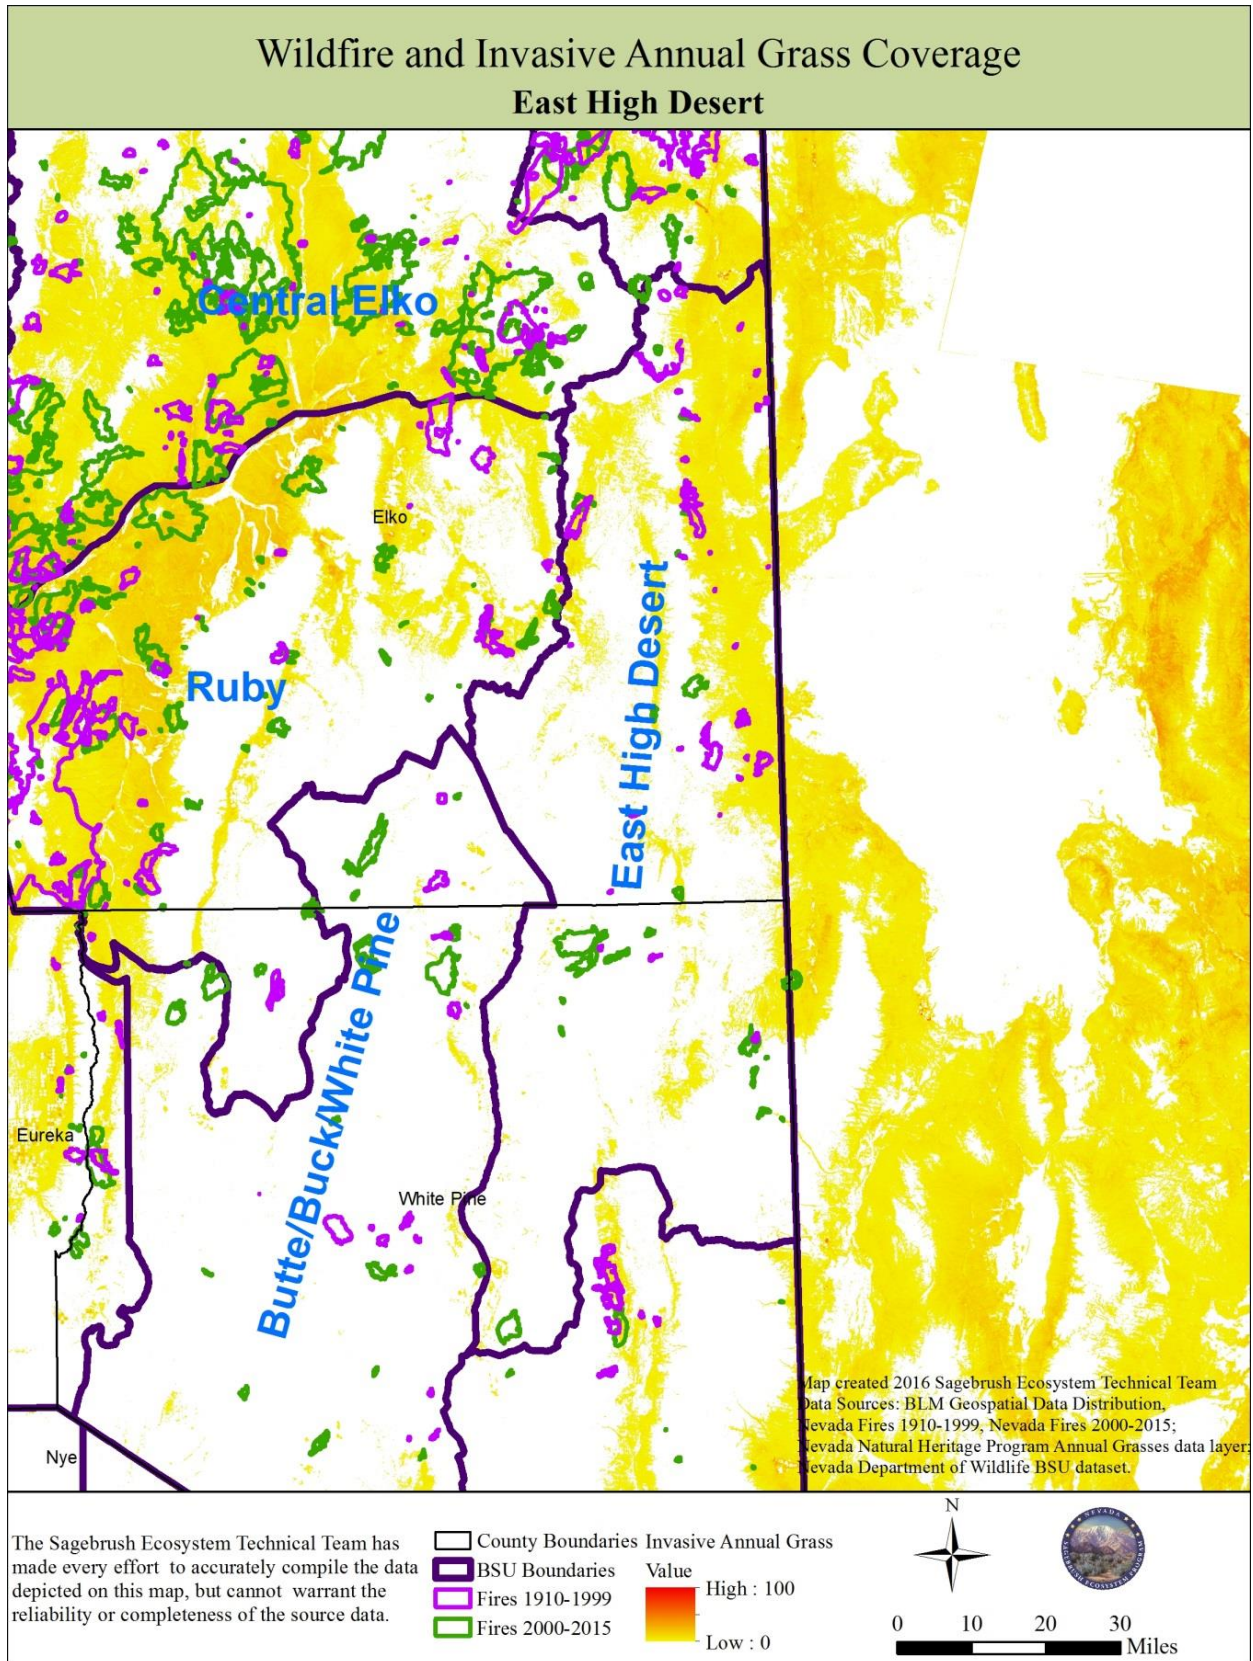 Wildfire and Invasive Annual Grass Coverage
East High Desert
Central Elko
Elko
Ruby
East High Desert
Butte/Buck/White Pine
Eureka
White Pine
Nye
Map created 2016 Sagebrush Ecosystem Technical Team
Data Sources: BLM Geospatial Data Distribution,
Nevada Fires 1910-1999, Nevada Fires 2000-2015;
Nevada Natural Heritage Program Annual Grasses data layer;
Nevada Department of Wildlife BSU dataset.
The Sagebrush Ecosystem Technical Team has
made every effort to accurately compile the data
depicted on this map, but cannot warrant the
reliability or completeness of the source data.
County Boundaries
BSU Boundaries
Fires 1910-1999
Fires 2000-2015
Invasive Annual Grass
Value
High : 100
Low : 0
N
NEVADA
SAGEBRUSH ECOSYSTEM PROGRAM
0 10 20 30
Miles